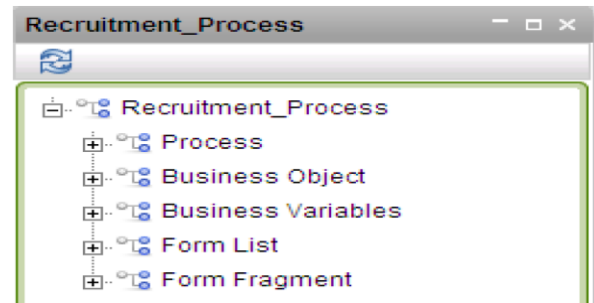 Recruitment_Process
Recruitment_Process
Process
Business Object
Business Variables
Form List
Form Fragment